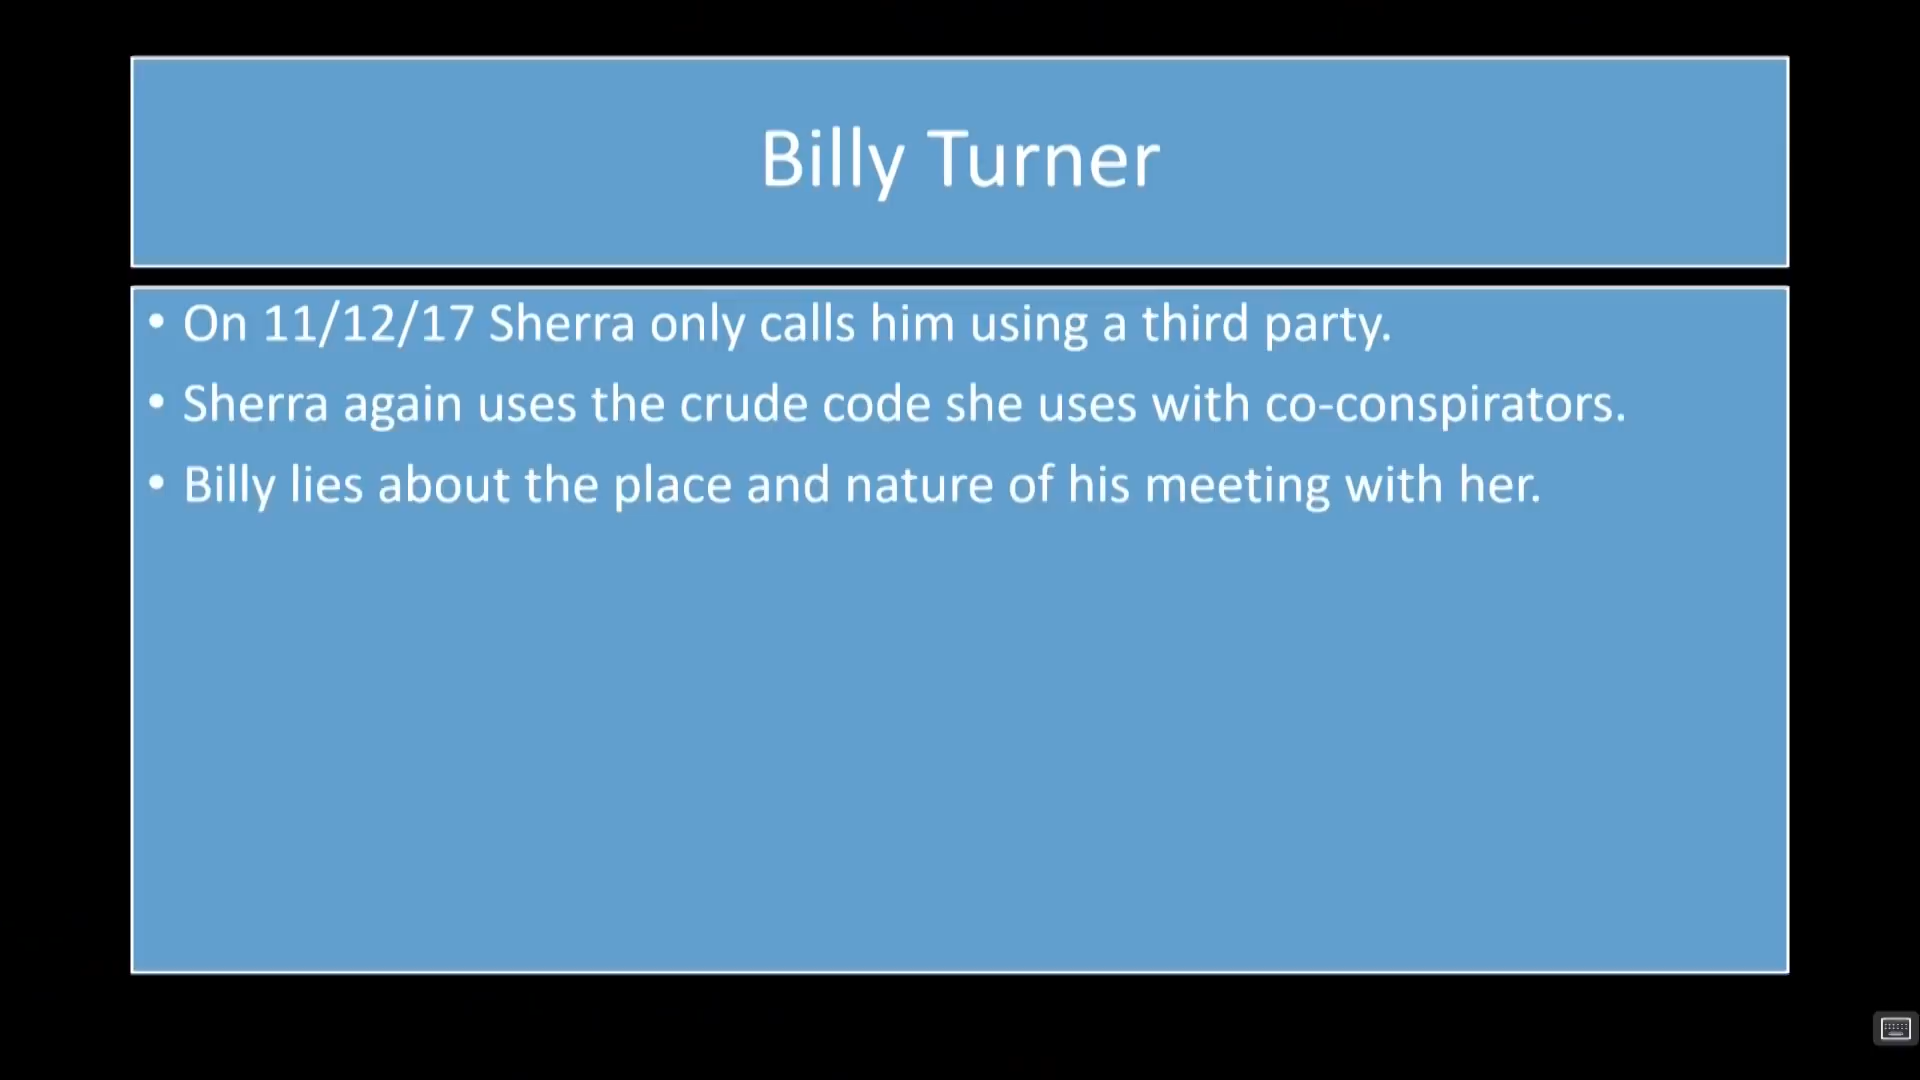 Billy Turner
• On 11/12/17 Sherra only calls him using a third party.
• Sherra again uses the crude code she uses with co-conspirators.
• Billy lies about the place and nature of his meeting with her.